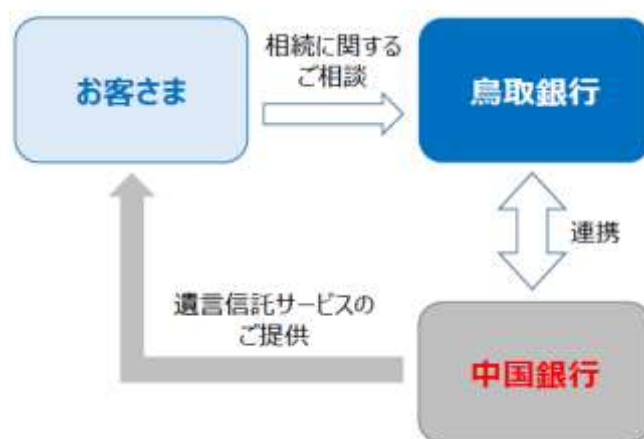 お客さま
相続に関する
ご相談
鳥取銀行
連携
遺言信託サービスの
ご提供
中国銀行